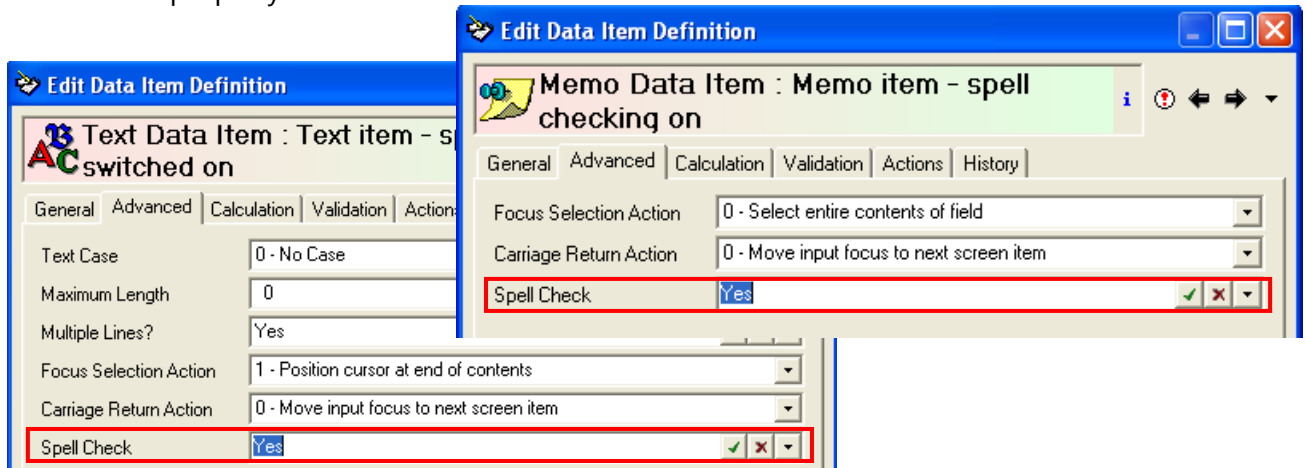 Edit Data Item Definition
Memo Data Item : Memo item - spell
checking on
i
General Advanced Calculation Validation Actions History
Focus Selection Action 0 - Select entire contents of field
Carriage Return Action 0 - Move input focus to next screen item
Spell Check Yes
Edit Data Item Defin
Text Data Item : Text item - s
switched on
General Advanced Calculation Validation Action
Text Case 0 - No Case
Maximum Length 0
Multiple Lines? Yes
Focus Selection Action 1 - Position cursor at end of contents
Carriage Return Action 0 - Move input focus to next screen item
Spell Check Yes